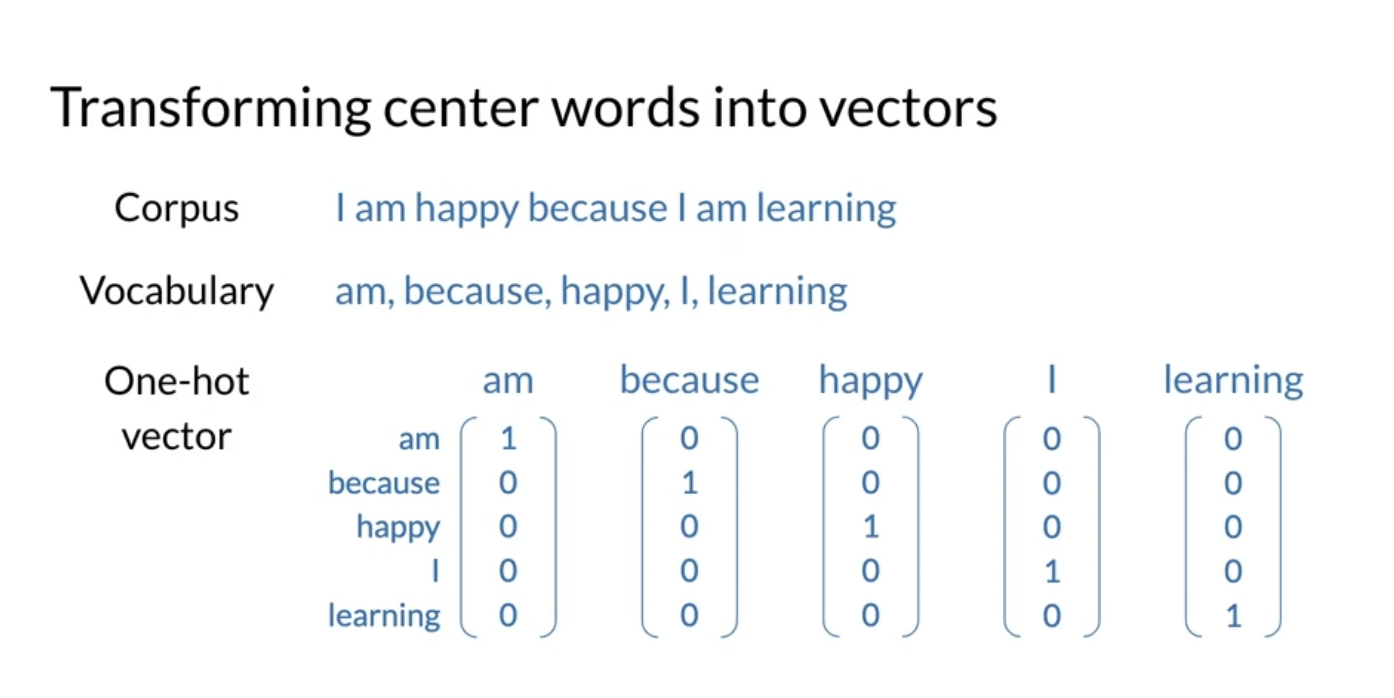 Transforming center words into vectors
Corpus I am happy because I am learning
Vocabulary am, because, happy, I, learning
One-hot vector am because happy I learning
am 1 0 0 0 0
because 0 1 0 0 0
happy 0 0 1 0 0
I 0 0 0 1 0
learning 0 0 0 0 1